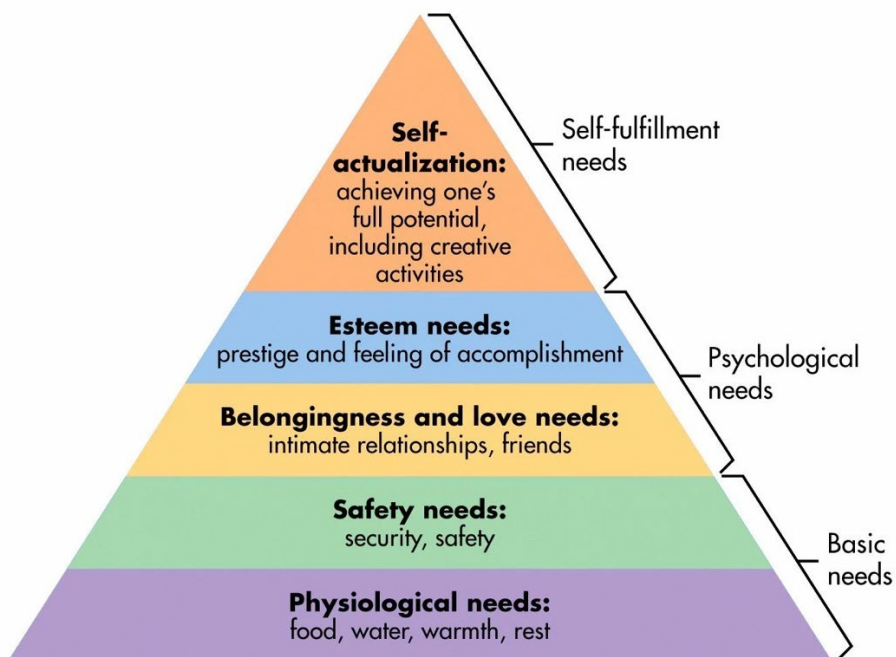 Self-
actualization:
achieving one's
full potential,
including creative
activities
Self-fulfillment
needs
Esteem needs:
prestige and feeling of accomplishment
Psychological
needs
Belongingness and love needs:
intimate relationships, friends
Safety needs:
security, safety
Basic
needs
Physiological needs:
food, water, warmth, rest